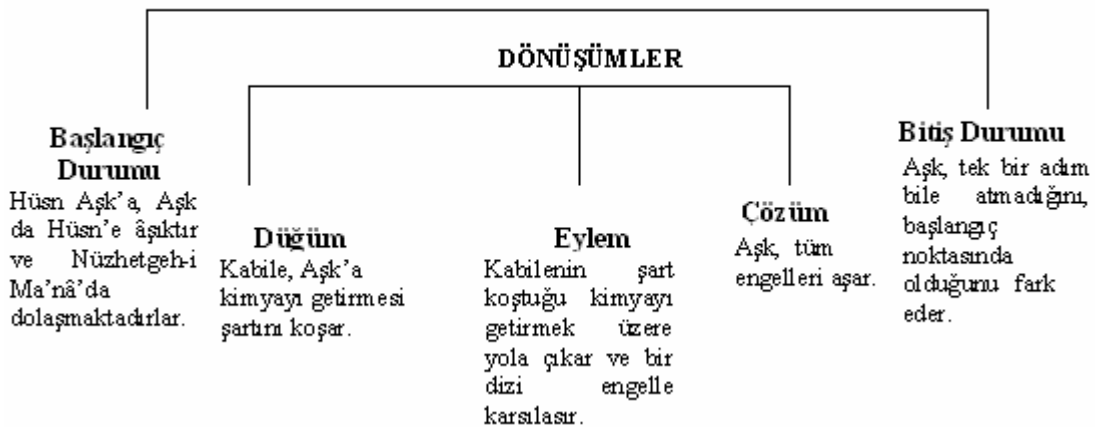 DÖNÜŞÜMLER
Başlangıç
Durumu
Hüsn Aşk’a, Aşk
da Hüsn’e âşıktır
ve Nüzhetgeh-i
Ma’nâ’da
dolaşmaktadırlar.
Düğüm
Kabile, Aşk’a
kimyayı getirmesi
şartını koşar.
Eylem
Kabilenin şart
koştuğu kimyayı
getirmek üzere
yola çıkar ve bir
dizi engelle
karsılasır.
Çözüm
Aşk, tüm
engelleri aşar.
Bitiş Durumu
Aşk, tek bir adım
bile atmadığını,
başlangıç
noktasında
olduğunu fark
eder.